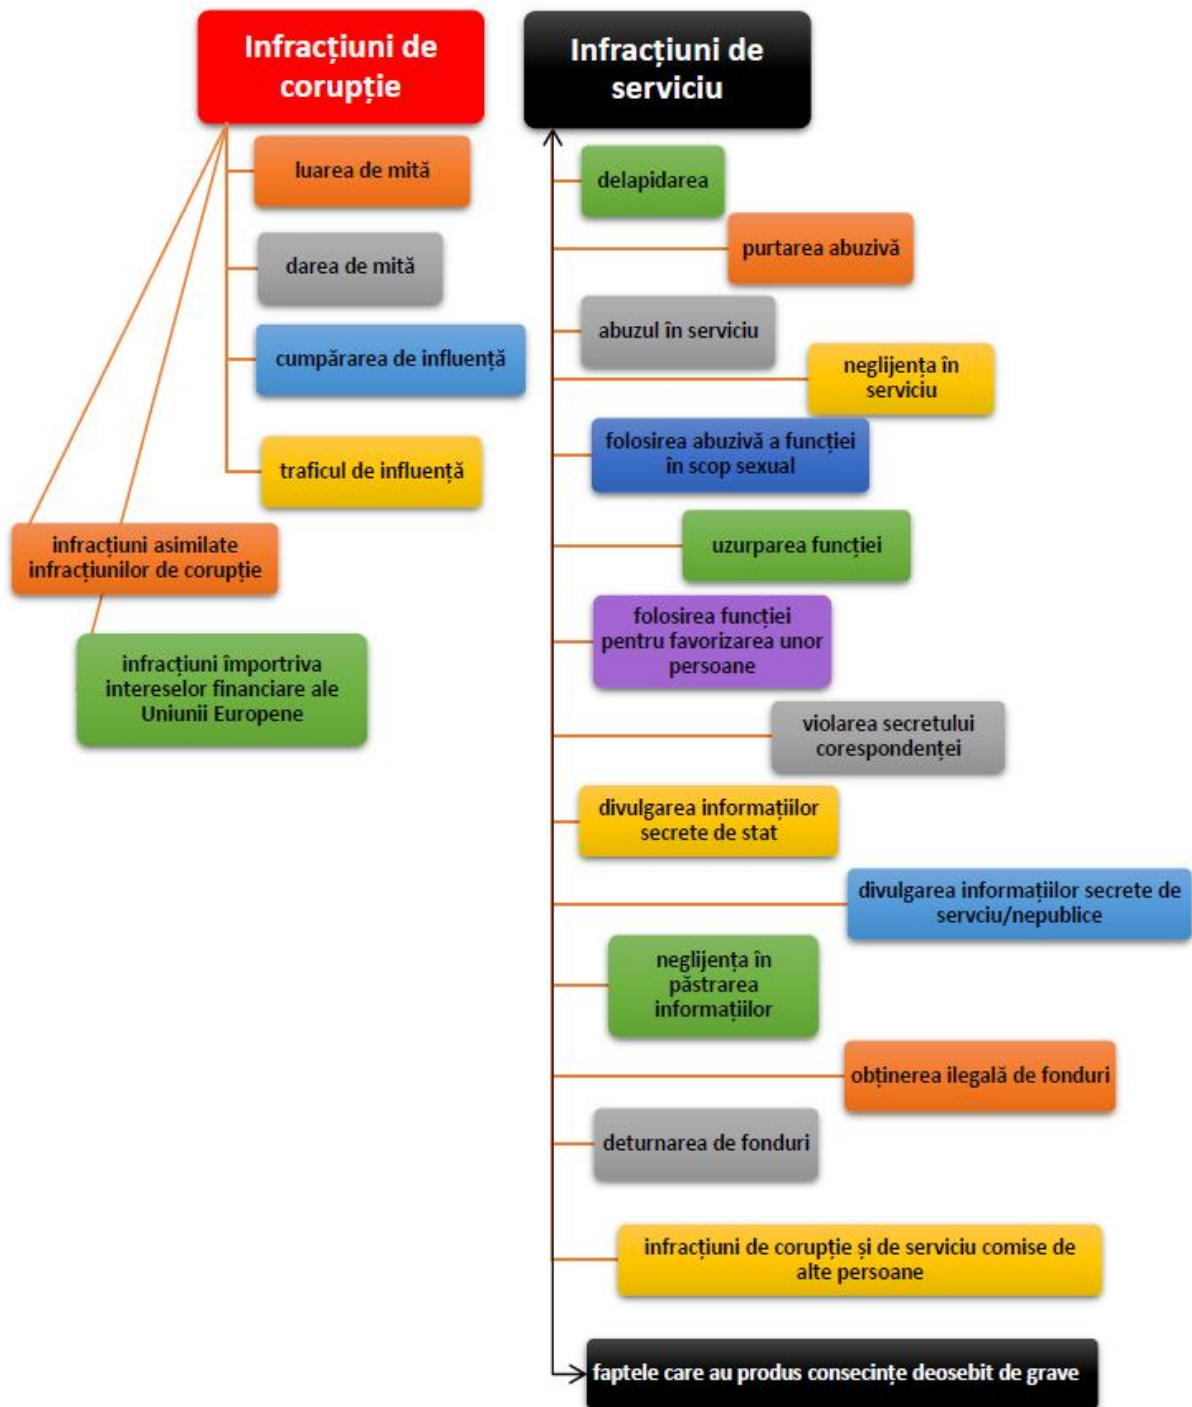 Infracțiuni de
corupție
luarea de mită
darea de mită
cumpărarea de influență
traficul de influență
infracțiuni asimilate
infracțiunilor de corupție
infracțiuni împortriva
intereselor financiare ale
Uniunii Europene
Infracțiuni de
serviciu
delapidarea
purtarea abuzivă
abuzul în serviciu
neglijența în
serviciu
folosirea abuzivă a funcției
în scop sexual
uzurparea funcției
folosirea funcției
pentru favorizarea unor
persoane
violarea secretului
corespondenței
divulgarea informațiilor
secrete de stat
divulgarea informațiilor secrete de
servciu/nepublice
neglijența în
păstrarea
informațiilor
obținerea ilegală de fonduri
deturnarea de fonduri
infracțiuni de corupție și de serviciu comise de
alte persoane
faptele care au produs consecințe deosebit de grave